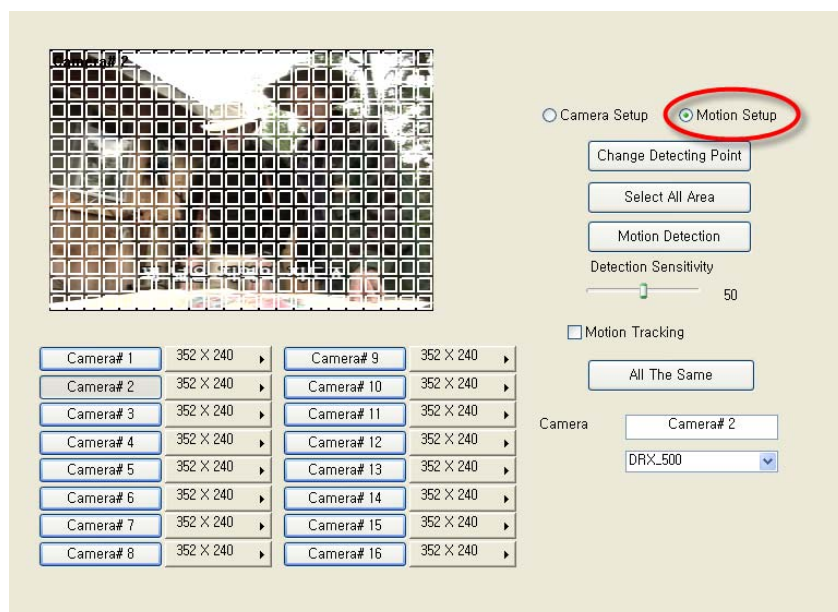 Camera# 2
Camera Setup
Motion Setup
Change Detecting Point
Select All Area
Motion Detection
Detection Sensitivity
50
Motion Tracking
All The Same
Camera
Camera# 2
DRX_500
Camera# 1 352 X 240
Camera# 2 352 X 240
Camera# 3 352 X 240
Camera# 4 352 X 240
Camera# 5 352 X 240
Camera# 6 352 X 240
Camera# 7 352 X 240
Camera# 8 352 X 240
Camera# 9 352 X 240
Camera# 10 352 X 240
Camera# 11 352 X 240
Camera# 12 352 X 240
Camera# 13 352 X 240
Camera# 14 352 X 240
Camera# 15 352 X 240
Camera# 16 352 X 240